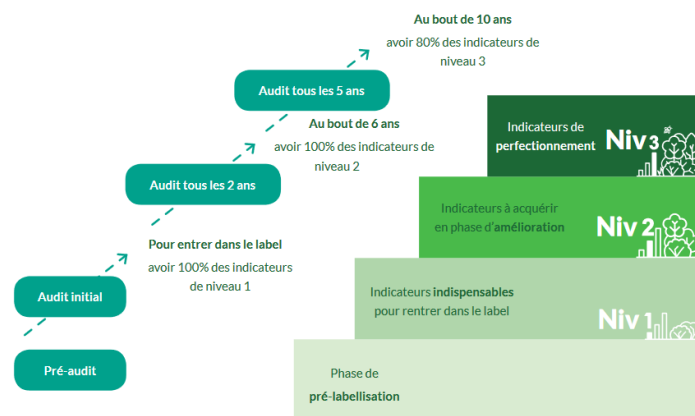 Au bout de 10 ans
avoir 80% des indicateurs de
niveau 3
Audit tous les 5 ans
Au bout de 6 ans
avoir 100% des indicateurs de
niveau 2
Audit tous les 2 ans
Pour entrer dans le label
avoir 100% des indicateurs
de niveau 1
Audit initial
Pré-audit
Indicateurs de
perfectionnement
Niv 3
Indicateurs à acquérir
en phase d'amélioration
Niv 2
Indicateurs indispensables
pour rentrer dans le label
Niv 1
Phase de
pré-labellisation